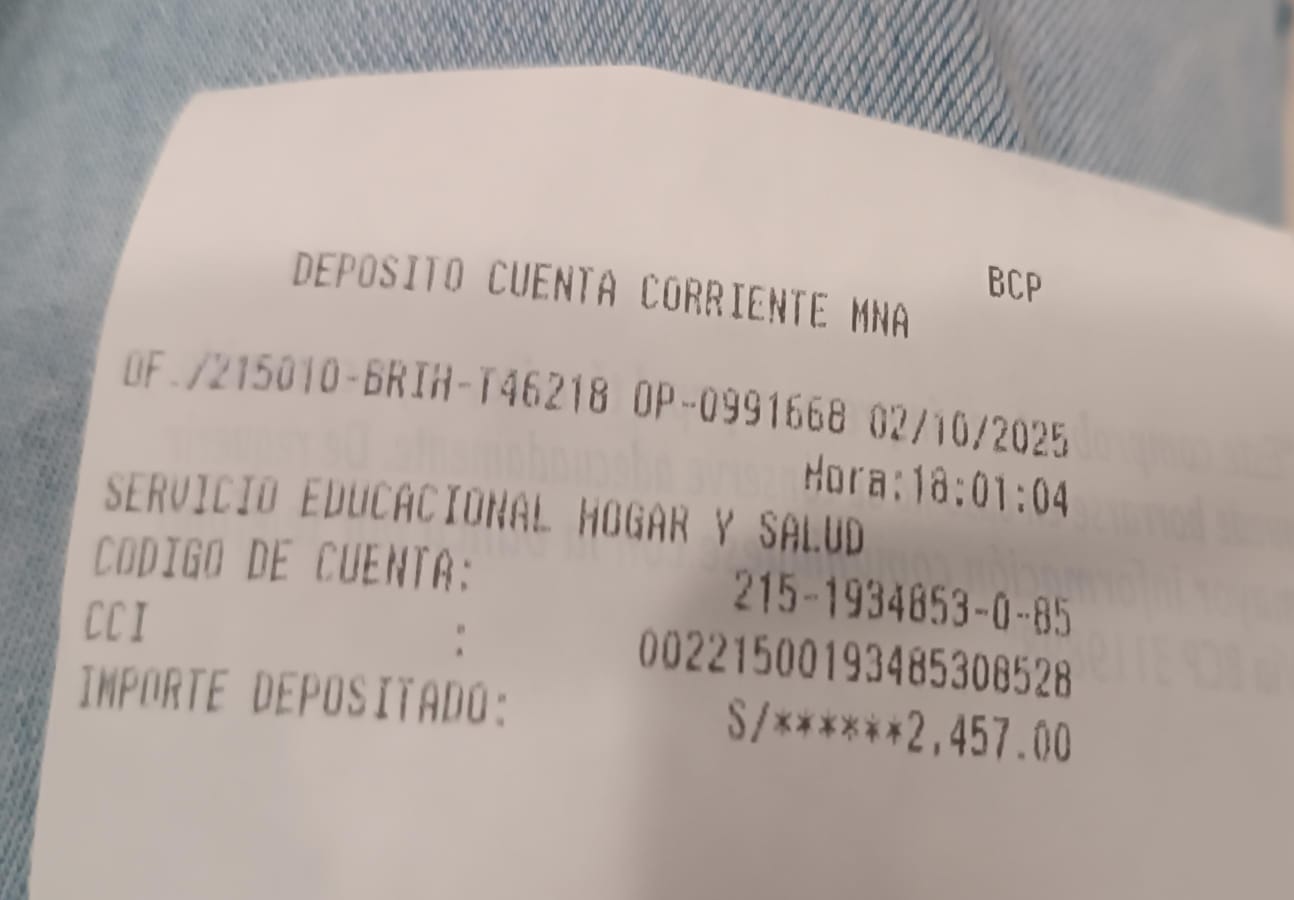 BCP
DEPOSITO CUENTA CORRIENTE MNA
OF./215010-BRIH-T46218 OP-0991668 02/10/2025
Hora:18:01:04
SERVICIO EDUCACIONAL HOGAR Y SALUD
CODIGO DE CUENTA: 215-1934853-0-85
CCI : 00221500193485308528
IMPORTE DEPOSITADO: S/******2,457.00